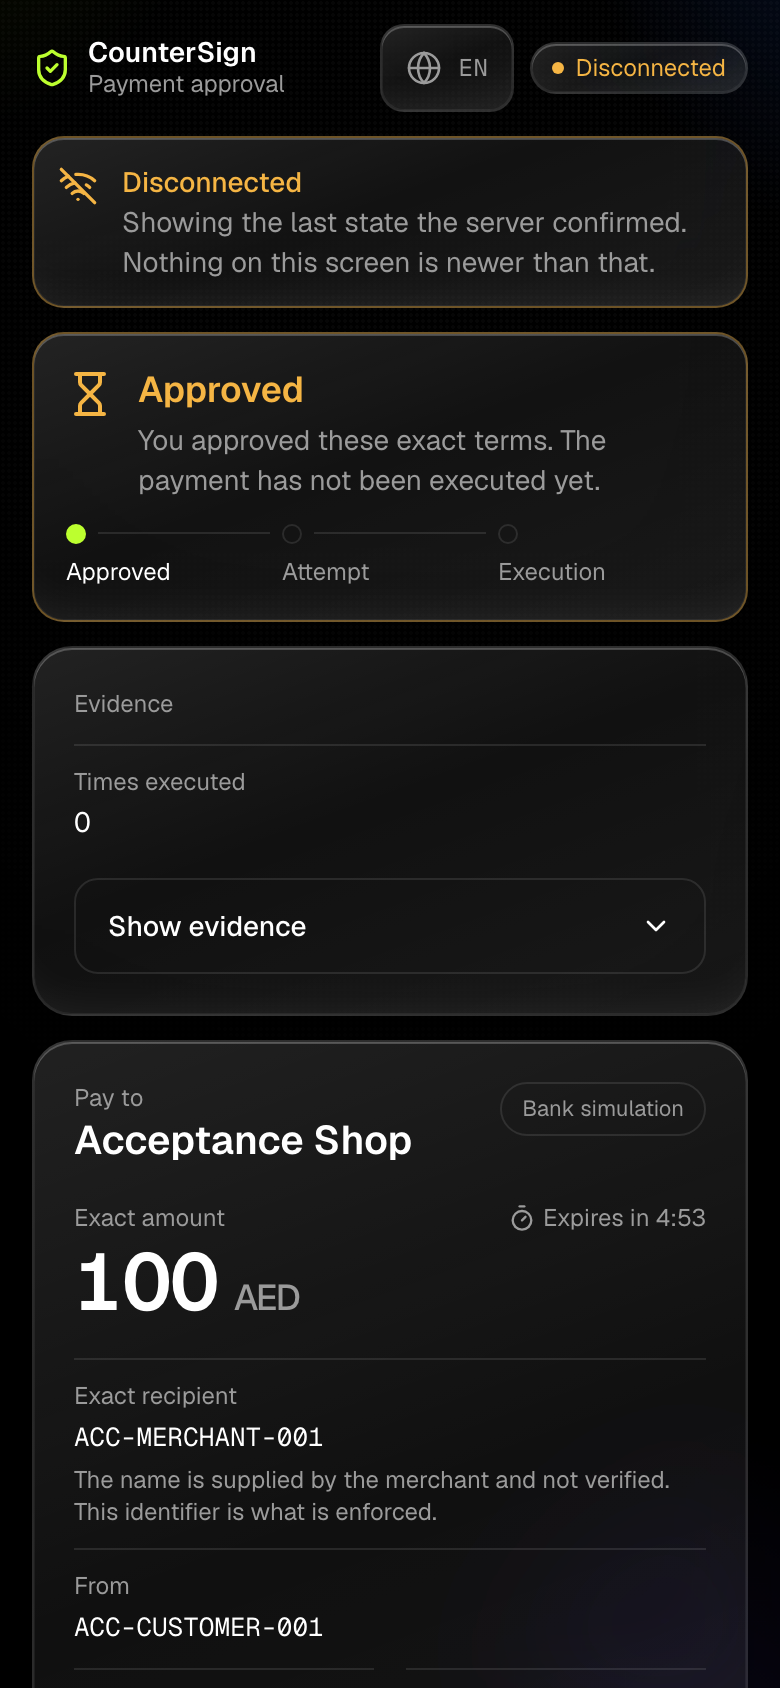 CounterSign
Payment approval
EN
Disconnected
Disconnected
Showing the last state the server confirmed.
Nothing on this screen is newer than that.
Approved
You approved these exact terms. The
payment has not been executed yet.
Approved
Attempt
Execution
Evidence
Times executed
0
Show evidence
Pay to
Bank simulation
Acceptance Shop
Exact amount
Expires in 4:53
100 AED
Exact recipient
ACC-MERCHANT-001
The name is supplied by the merchant and not verified.
This identifier is what is enforced.
From
ACC-CUSTOMER-001